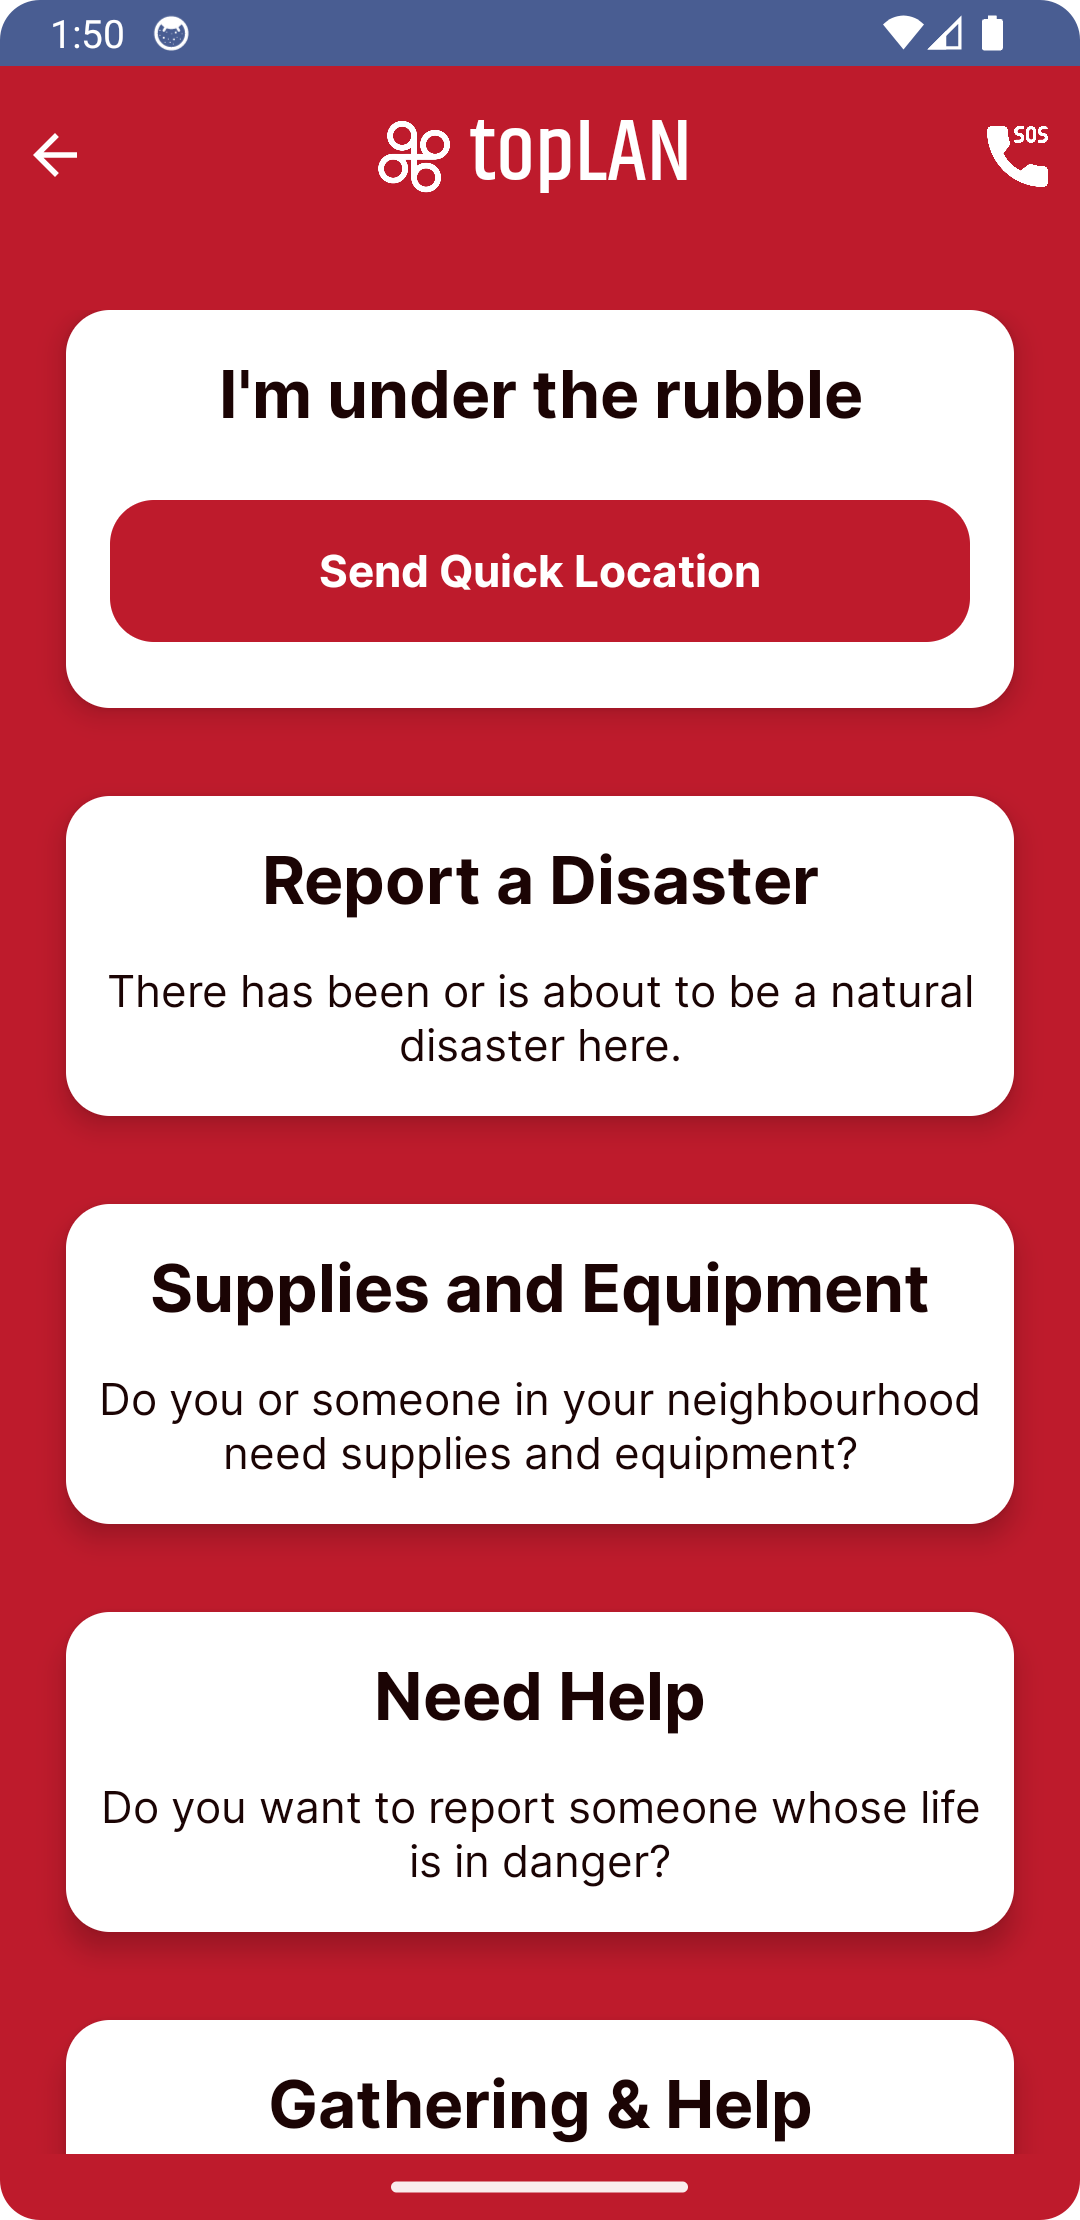 1:50
topLAN
SOS
I'm under the rubble
Send Quick Location
Report a Disaster
There has been or is about to be a natural
disaster here.
Supplies and Equipment
Do you or someone in your neighbourhood
need supplies and equipment?
Need Help
Do you want to report someone whose life
is in danger?
Gathering & Help